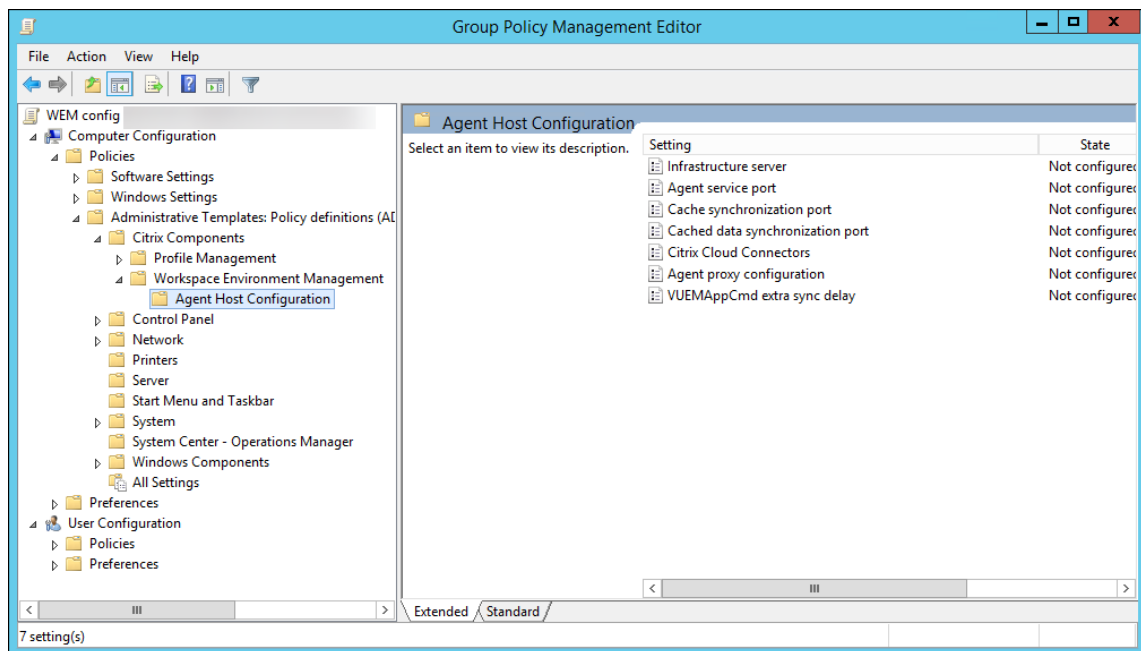 Group Policy Management Editor
File Action View Help
WEM config
Computer Configuration
Policies
Software Settings
Windows Settings
Administrative Templates: Policy definitions (AD
Citrix Components
Profile Management
Workspace Environment Management
Agent Host Configuration
Control Panel
Network
Printers
Server
Start Menu and Taskbar
System
System Center - Operations Manager
Windows Components
All Settings
Preferences
User Configuration
Policies
Preferences
Agent Host Configuration
Select an item to view its description.
Setting State
Infrastructure server Not configured
Agent service port Not configured
Cache synchronization port Not configured
Cached data synchronization port Not configured
Citrix Cloud Connectors Not configured
Agent proxy configuration Not configured
VUEMAppCmd extra sync delay Not configured
Extended Standard
7 setting(s)